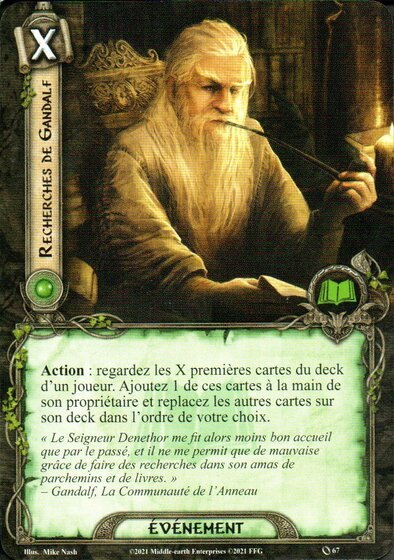 X
RECHERCHES DE GANDALF
Action : regardez les X premières cartes du deck
d'un joueur. Ajoutez 1 de ces cartes à la main de
son propriétaire et replacez les autres cartes sur
son deck dans l'ordre de votre choix.
« Le Seigneur Denethor me fit alors moins bon accueil
que par le passé, et il ne me permit que de mauvaise
grâce de faire des recherches dans son amas de
parchemins et de livres. »
– Gandalf, La Communauté de l'Anneau
ÉVÉNEMENT
Illus. Mike Nash
©2021 Middle-earth Enterprises ©2021 FFG
67